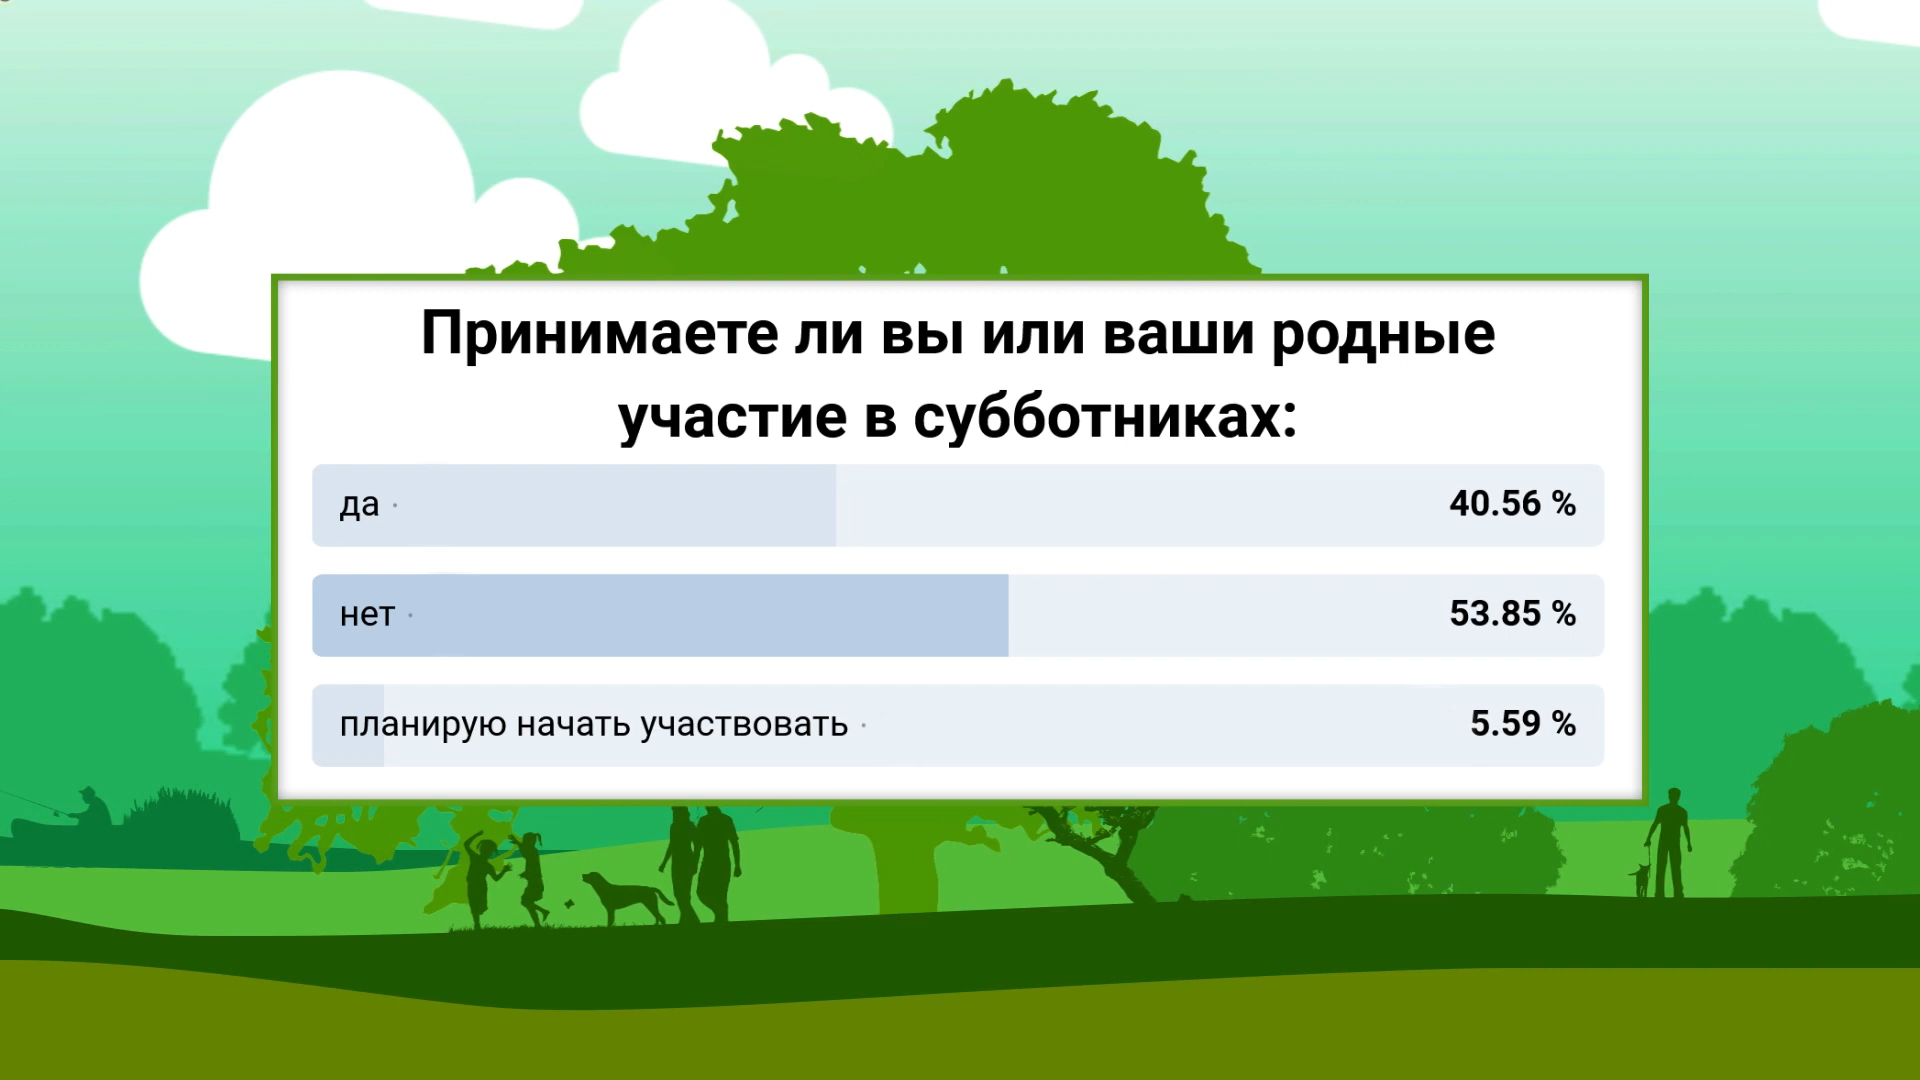 Принимаете ли вы или ваши родные
участие в субботниках:
да · 40.56 %
нет · 53.85 %
планирую начать участвовать · 5.59 %